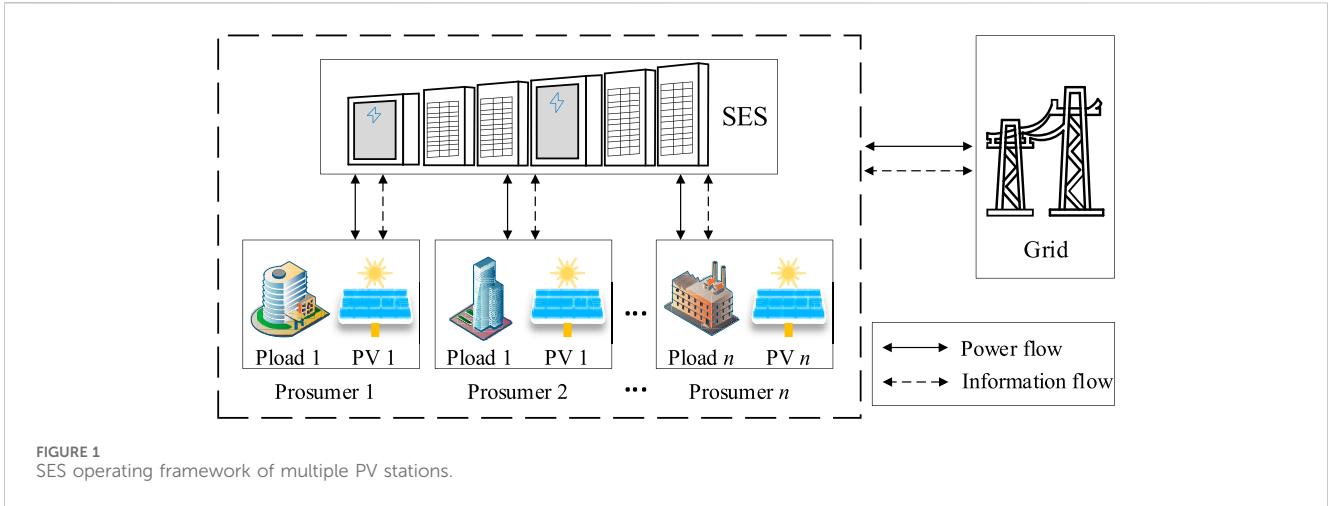 SES
Grid
Pload 1 PV 1 Pload 1 PV 1 ... Pload n PV n
Prosumer 1 Prosumer 2 ... Prosumer n
Power flow
Information flow
FIGURE 1
SES operating framework of multiple PV stations.